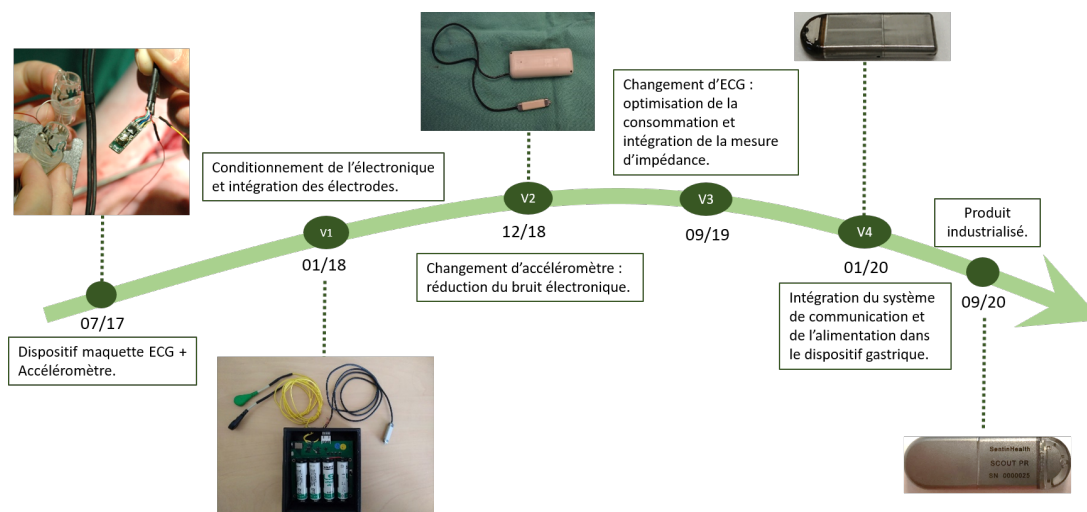 07/17
Dispositif maquette ECG +
Accéléromètre.
Conditionnement de l'électronique
et intégration des électrodes.
V1
01/18
V2
12/18
Changement d'accéléromètre :
réduction du bruit électronique.
Changement d'ECG :
optimisation de la
consommation et
intégration de la mesure
d'impédance.
V3
09/19
V4
01/20
Intégration du système
de communication et
de l'alimentation dans
le dispositif gastrique.
Produit
industrialisé.
09/20
SentinHealth
SCOUT PR
SN 0650025